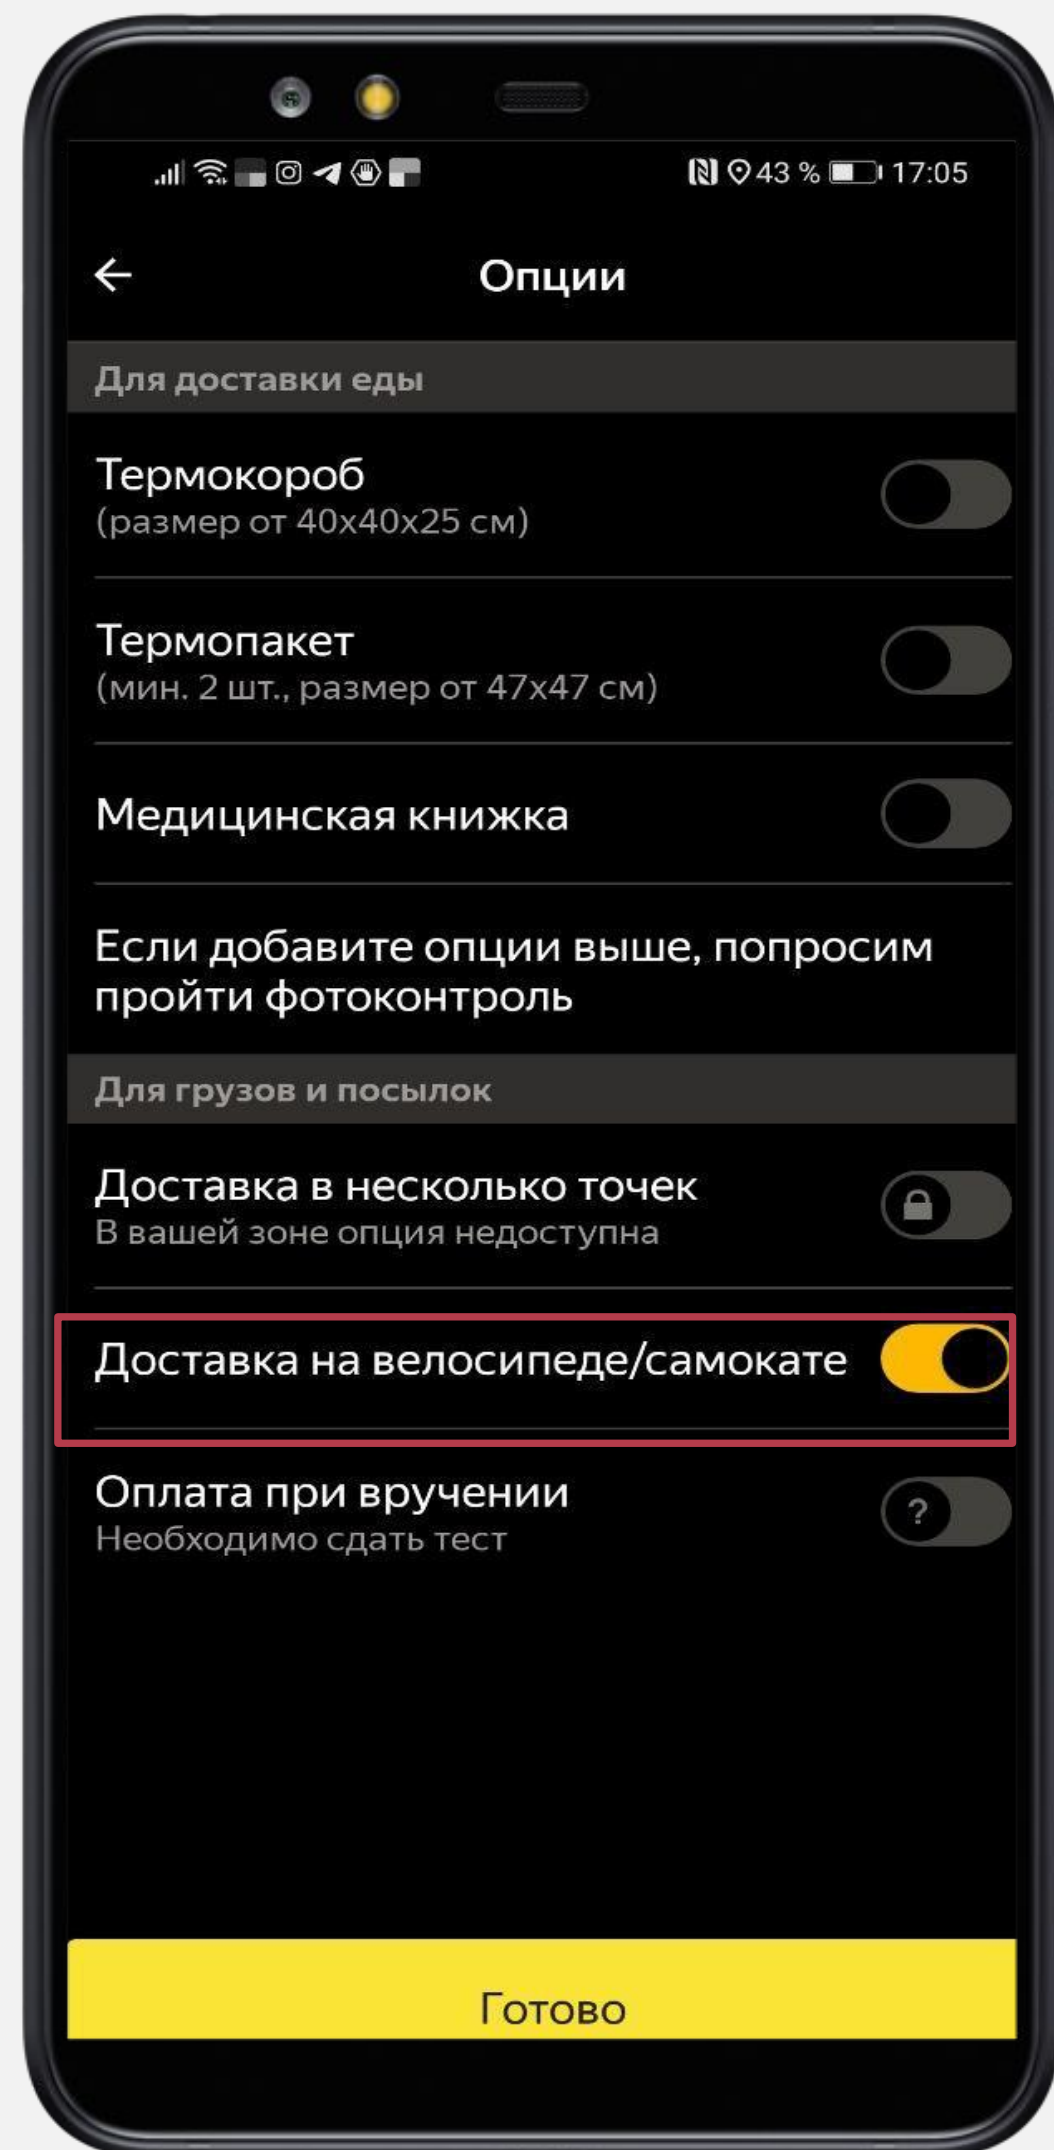 43 % 17:05
Опции
Для доставки еды
Термокороб
(размер от 40x40x25 см)
Термопакет
(мин. 2 шт., размер от 47x47 см)
Медицинская книжка
Если добавите опции выше, попросим
пройти фотоконтроль
Для грузов и посылок
Доставка в несколько точек
В вашей зоне опция недоступна
Доставка на велосипеде/самокате
Оплата при вручении
Необходимо сдать тест
?
Готово